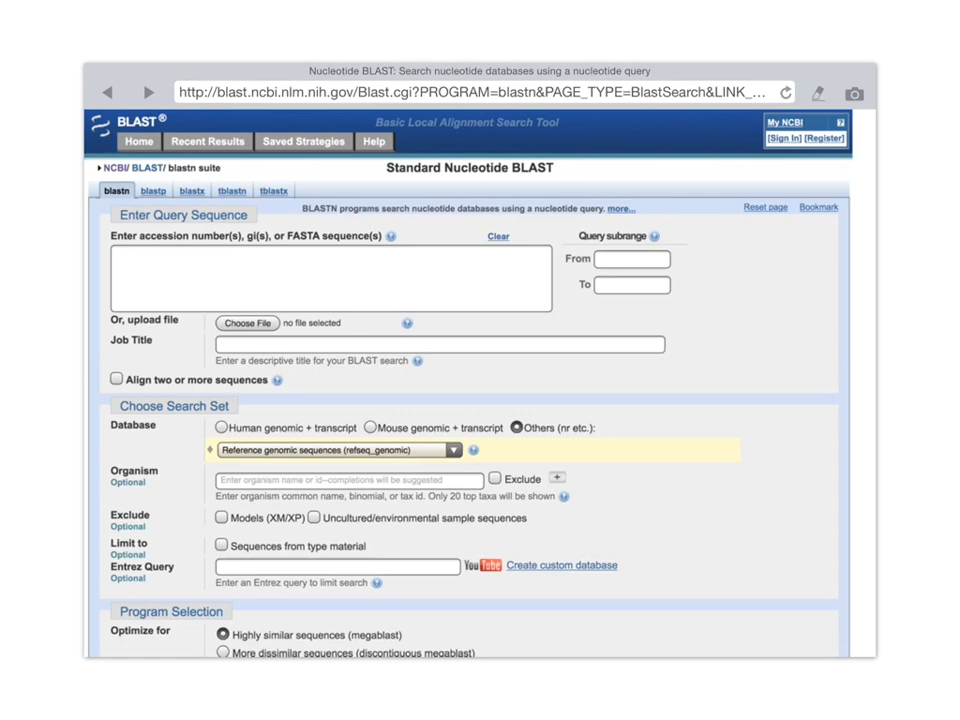 Nucleotide BLAST: Search nucleotide databases using a nucleotide query
http://blast.ncbi.nlm.nih.gov/Blast.cgi?PROGRAM=blastn&PAGE_TYPE=BlastSearch&LINK_...
BLAST® Basic Local Alignment Search Tool My NCBI ?
Home Recent Results Saved Strategies Help [Sign In] [Register]
NCBI/ BLAST/ blastn suite Standard Nucleotide BLAST
blastn blastp blastx tblastn tblastx
BLASTN programs search nucleotide databases using a nucleotide query. more... Reset page Bookmark
Enter Query Sequence
Enter accession number(s), gi(s), or FASTA sequence(s) Clear Query subrange
From
To
Or, upload file Choose File no file selected
Job Title
Enter a descriptive title for your BLAST search
Align two or more sequences
Choose Search Set
Database Human genomic + transcript Mouse genomic + transcript Others (nr etc.):
Reference genomic sequences (refseq_genomic)
Organism
Optional Enter organism name or id--completions will be suggested Exclude +
Enter organism common name, binomial, or tax id. Only 20 top taxa will be shown
Exclude Models (XM/XP) Uncultured/environmental sample sequences
Optional
Limit to Sequences from type material
Optional
Entrez Query YouTube Create custom database
Optional Enter an Entrez query to limit search
Program Selection
Optimize for Highly similar sequences (megablast)
More dissimilar sequences (discontiguous megablast)